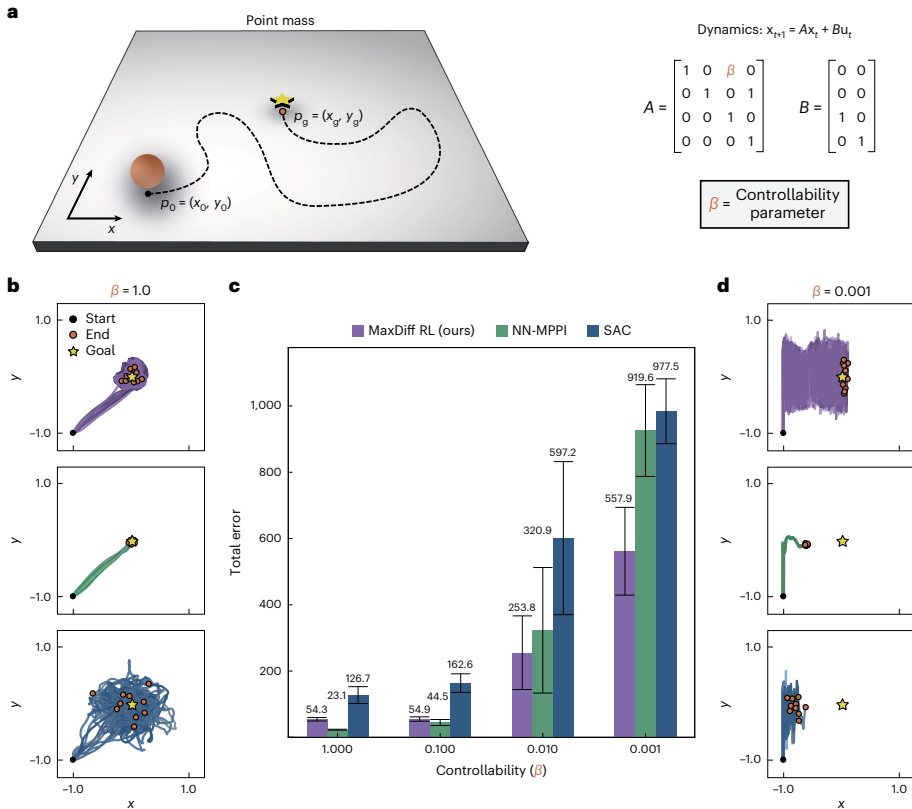 a
Point mass
p₀ = (x₀, y₀)
p_g = (x_g, y_g)
y
x
Dynamics: x_{t+1} = Ax_t + Bu_t
A =
1 0 β 0
0 1 0 1
0 0 1 0
0 0 0 1
B =
0 0
0 0
1 0
0 1
β = Controllability
parameter
b
β = 1.0
Start
End
Goal
1.0
y
−1.0
1.0
y
−1.0
1.0
y
−1.0
−1.0 1.0
x
c
MaxDiff RL (ours) NN-MPPI SAC
Total error
1,000
800
600
400
200
54.3
23.1
126.7
54.9
44.5
162.6
253.8
320.9
597.2
557.9
919.6
977.5
1.000 0.100 0.010 0.001
Controllability (β)
d
β = 0.001
1.0
y
−1.0
1.0
y
−1.0
1.0
y
−1.0
−1.0 1.0
x